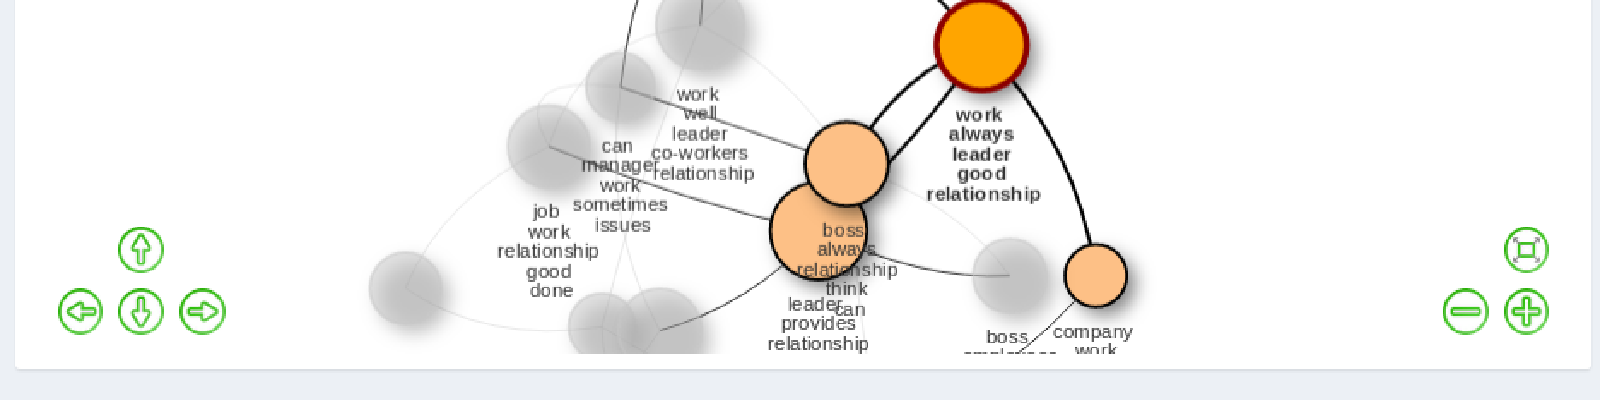 work
well
leader
co-workers
relationship
can
manager
work
sometimes
issues
job
work
relationship
good
done
work
always
leader
good
relationship
boss
always
relationship
think
can
leader
provides
relationship
boss
employees
company
work